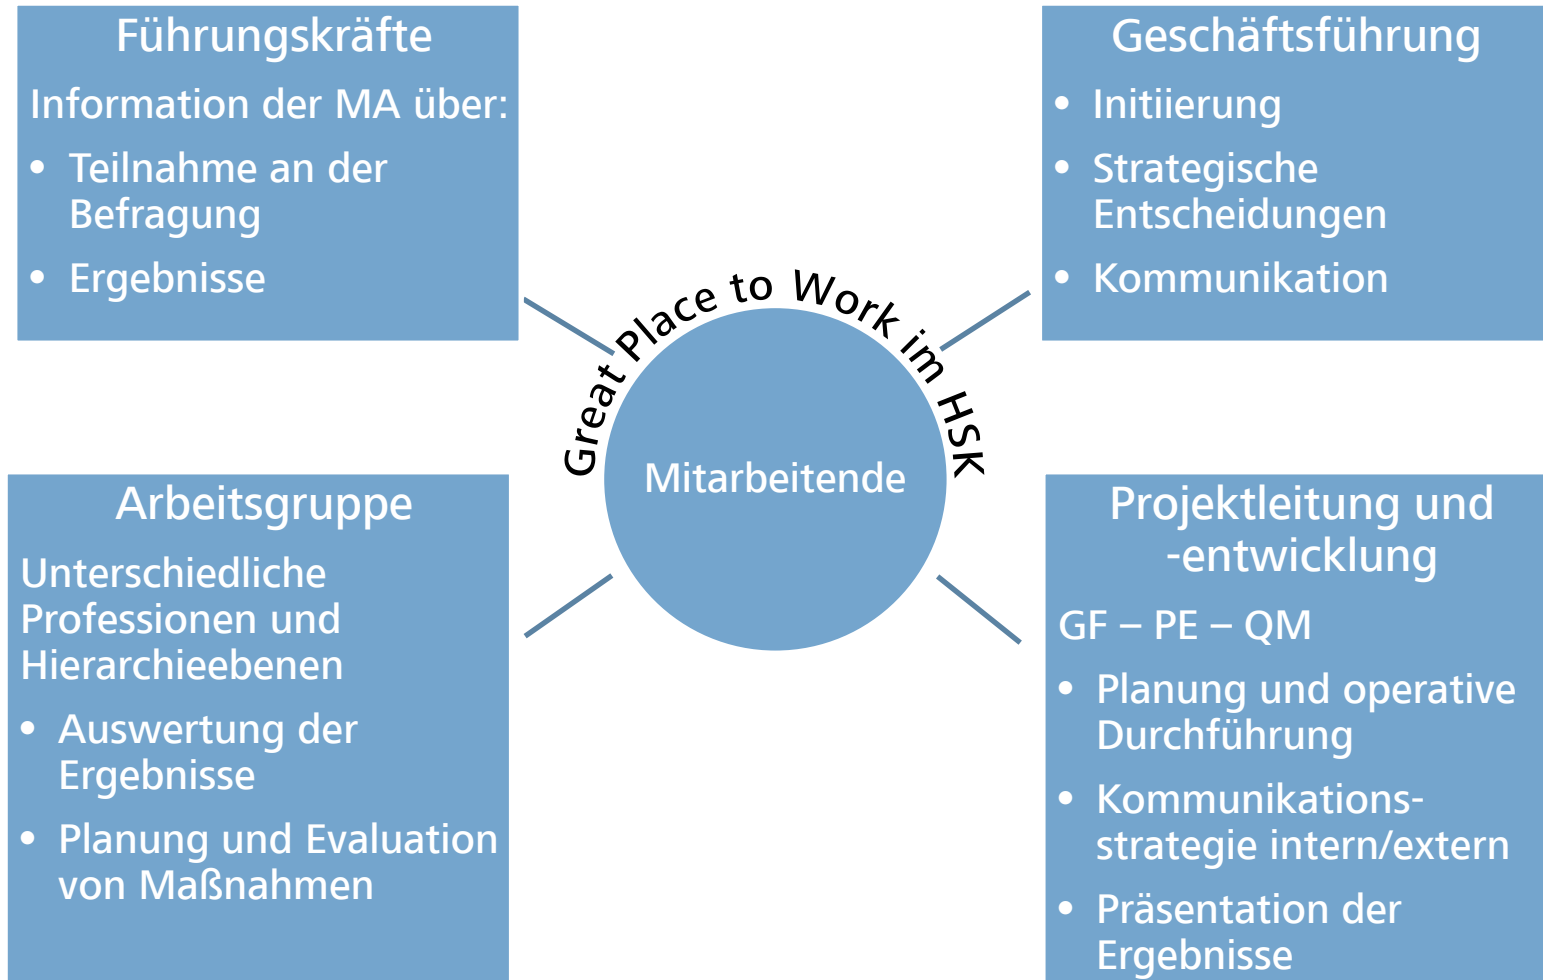 Führungskräfte
Information der MA über:
• Teilnahme an der
Befragung
• Ergebnisse
Geschäftsführung
• Initiierung
• Strategische
Entscheidungen
• Kommunikation
Great Place to Work im HSK
Mitarbeitende
Arbeitsgruppe
Unterschiedliche
Professionen und
Hierarchieebenen
• Auswertung der
Ergebnisse
• Planung und Evaluation
von Maßnahmen
Projektleitung und
-entwicklung
GF – PE – QM
• Planung und operative
Durchführung
• Kommunikations-
strategie intern/extern
• Präsentation der
Ergebnisse